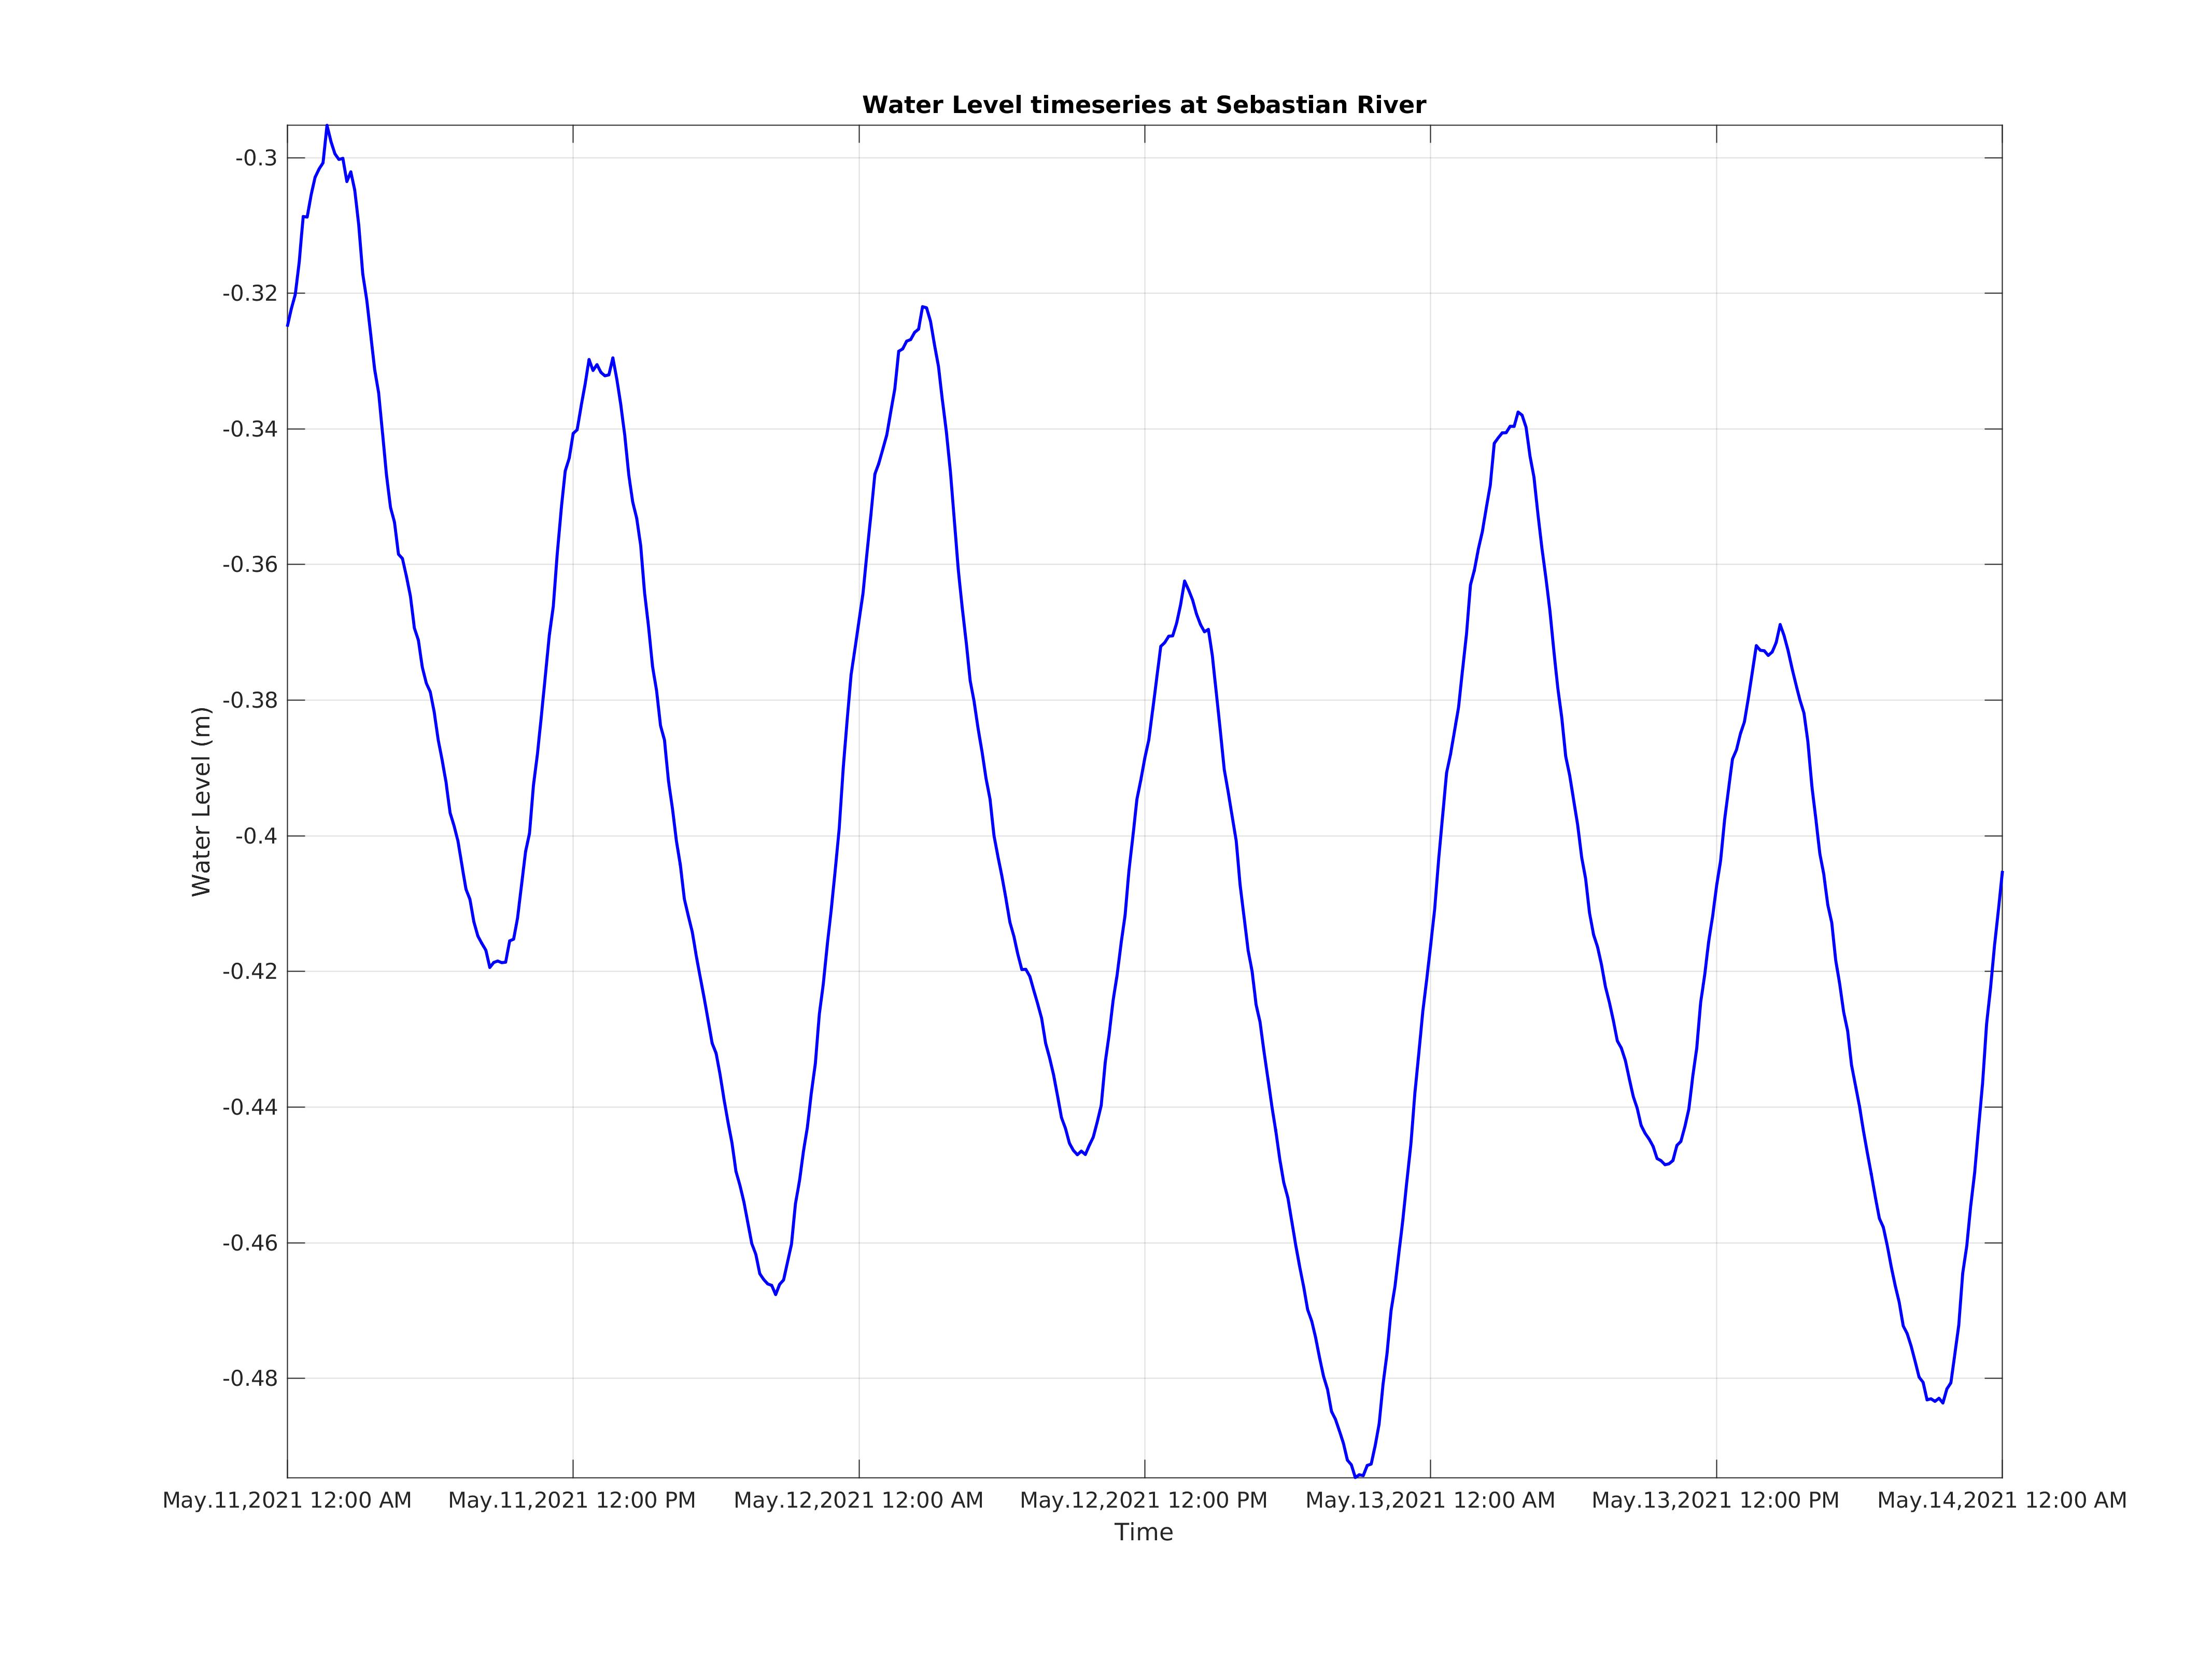 Water Level timeseries at Sebastian River
-0.3
-0.32
-0.34
-0.36
-0.38
-0.4
-0.42
-0.44
-0.46
-0.48
Water Level (m)
May.11,2021 12:00 AM May.11,2021 12:00 PM May.12,2021 12:00 AM May.12,2021 12:00 PM May.13,2021 12:00 AM May.13,2021 12:00 PM May.14,2021 12:00 AM
Time